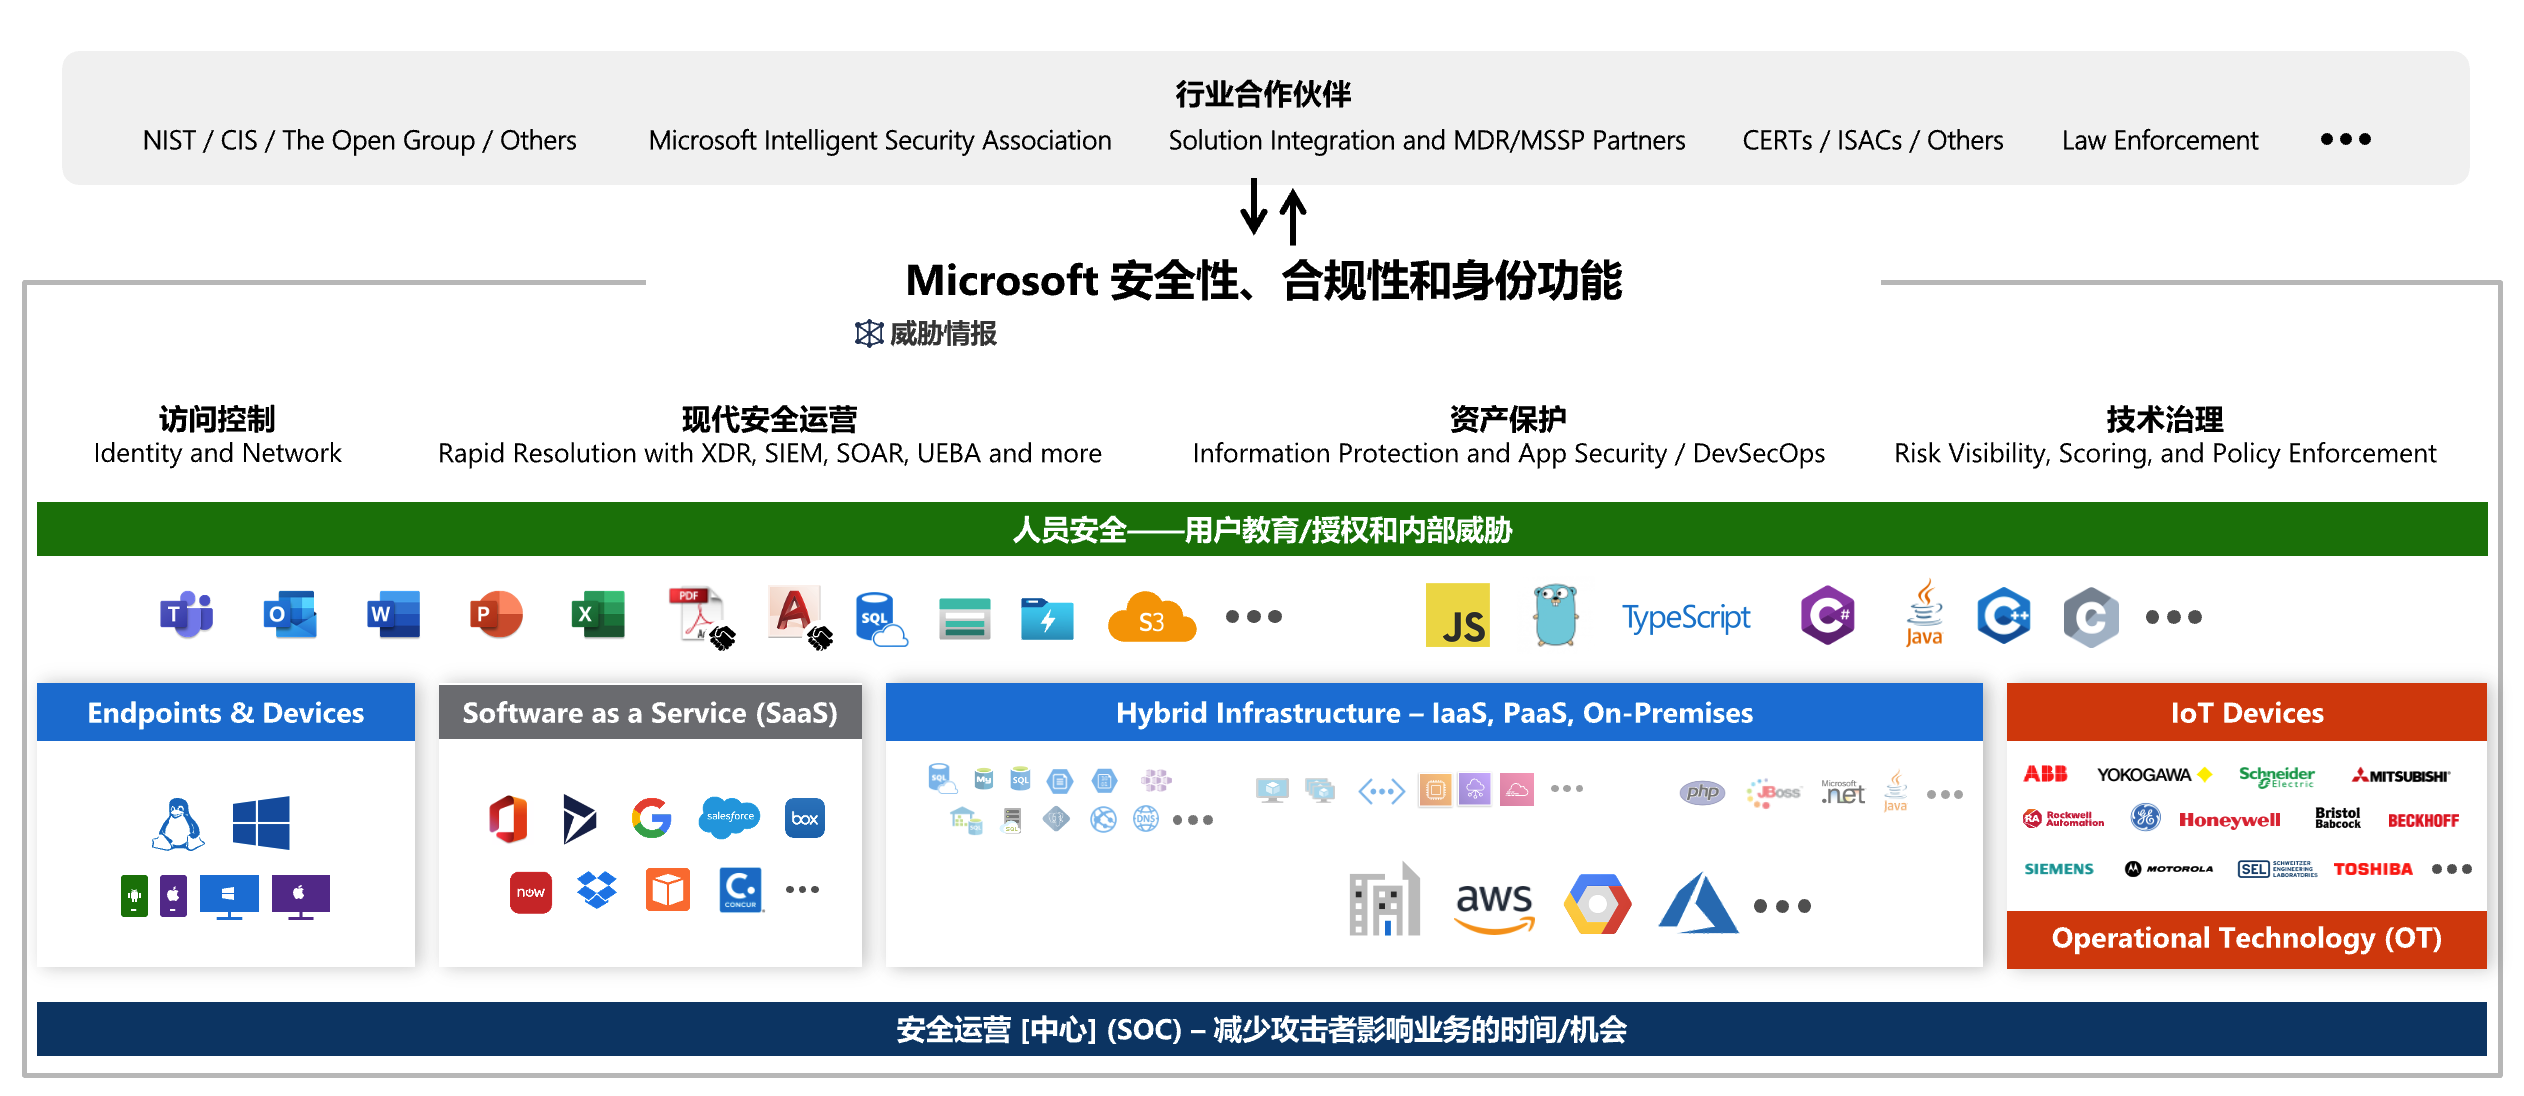 行业合作伙伴
NIST / CIS / The Open Group / Others
Microsoft Intelligent Security Association
Solution Integration and MDR/MSSP Partners
CERTs / ISACs / Others
Law Enforcement
•••
Microsoft 安全性、合规性和身份功能
威胁情报
访问控制
Identity and Network
现代安全运营
Rapid Resolution with XDR, SIEM, SOAR, UEBA and more
资产保护
Information Protection and App Security / DevSecOps
技术治理
Risk Visibility, Scoring, and Policy Enforcement
人员安全——用户教育/授权和内部威胁
T
O
W
P
X
PDF
A
SQL
S3
•••
JS
TypeScript
C#
Java
C++
C
•••
Endpoints & Devices
Software as a Service (SaaS)
G
salesforce
box
now
C.
CONCUR
•••
Hybrid Infrastructure – IaaS, PaaS, On-Premises
SQL
My
SQL
SQL
DNS
•••
•••
php
JBoss
Microsoft
.net
Java
•••
aws
•••
IoT Devices
ABB
YOKOGAWA
Schneider
Electric
MITSUBISHI
RA
Rockwell
Automation
GE
Honeywell
Bristol
Babcock
BECKHOFF
SIEMENS
MOTOROLA
SEL
SCHWEITZER
ENGINEERING
LABORATORIES
TOSHIBA
•••
Operational Technology (OT)
安全运营 [中心] (SOC) – 减少攻击者影响业务的时间/机会